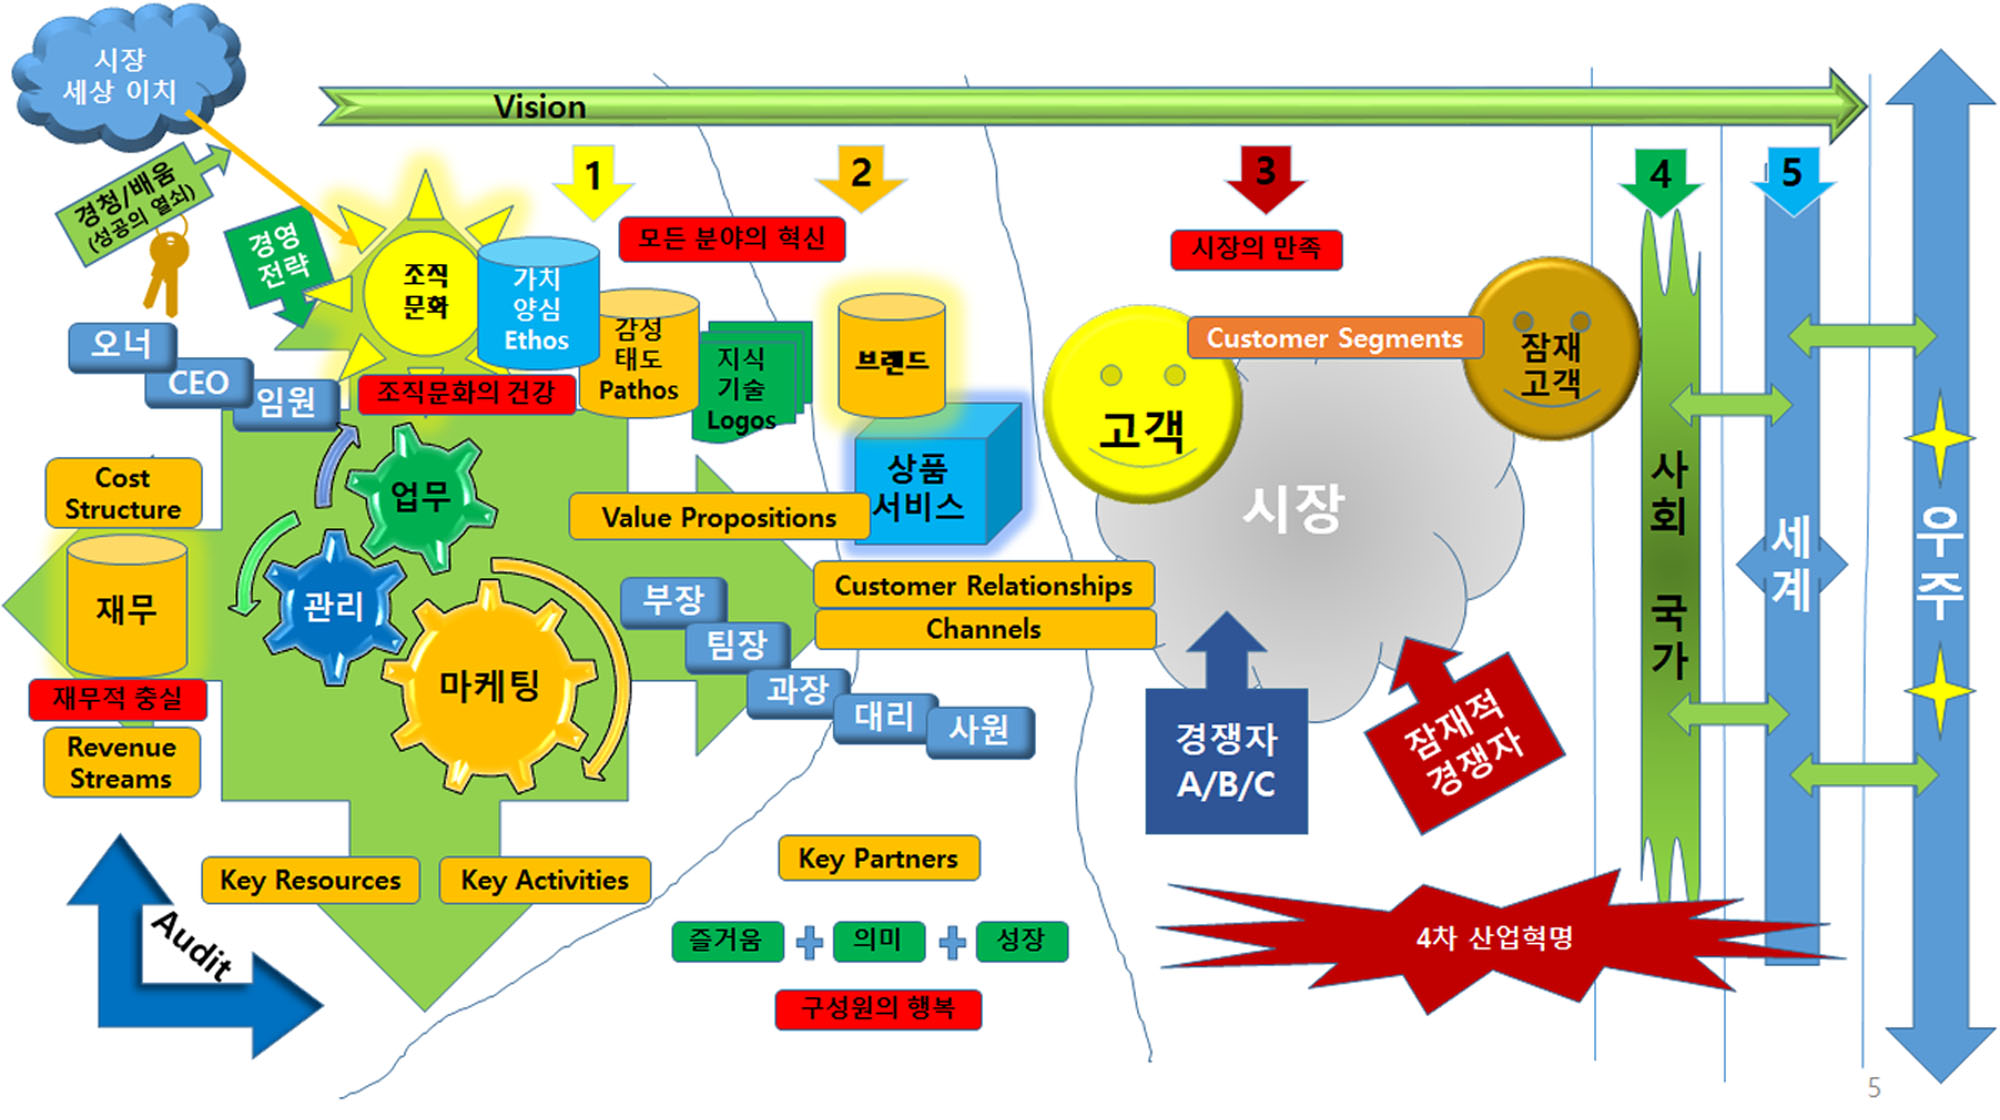 시장
세상 이치
Vision
경청/배움
(성공의 열쇠)
경영
전략
1
2
3
4
5
모든 분야의 혁신
시장의 만족
조직
문화
가치
양심
Ethos
감성
태도
Pathos
지식
기술
Logos
브랜드
Customer Segments
잠재
고객
고객
오너
CEO
임원
조직문화의 건강
Cost
Structure
업무
Value Propositions
상품
서비스
시장
사회 국가
세계
우주
재무
관리
마케팅
부장
팀장
과장
대리
사원
Customer Relationships
Channels
재무적 충실
Revenue
Streams
경쟁자
A/B/C
잠재적
경쟁자
Key Resources
Key Activities
Key Partners
Audit
즐거움
의미
성장
4차 산업혁명
구성원의 행복
5